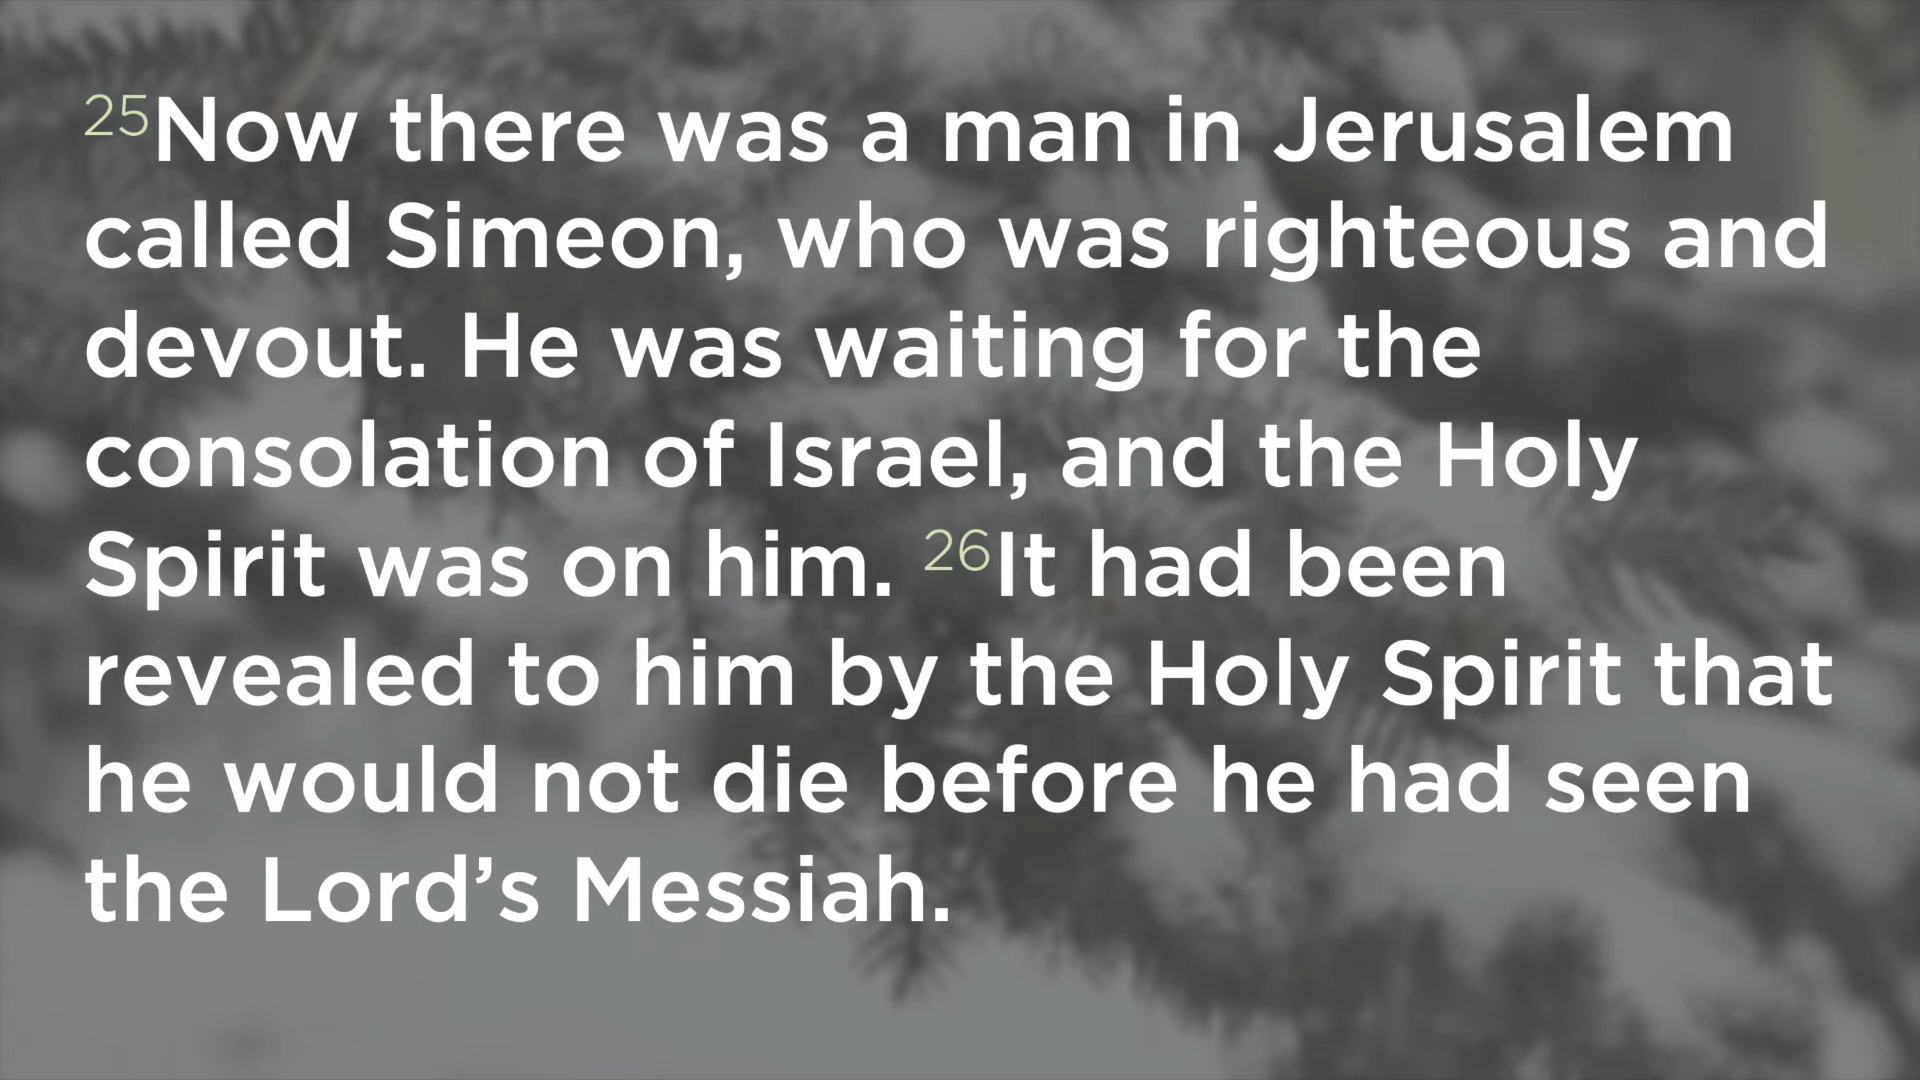 25Now there was a man in Jerusalem
called Simeon, who was righteous and
devout. He was waiting for the
consolation of Israel, and the Holy
Spirit was on him. 26It had been
revealed to him by the Holy Spirit that
he would not die before he had seen
the Lord’s Messiah.